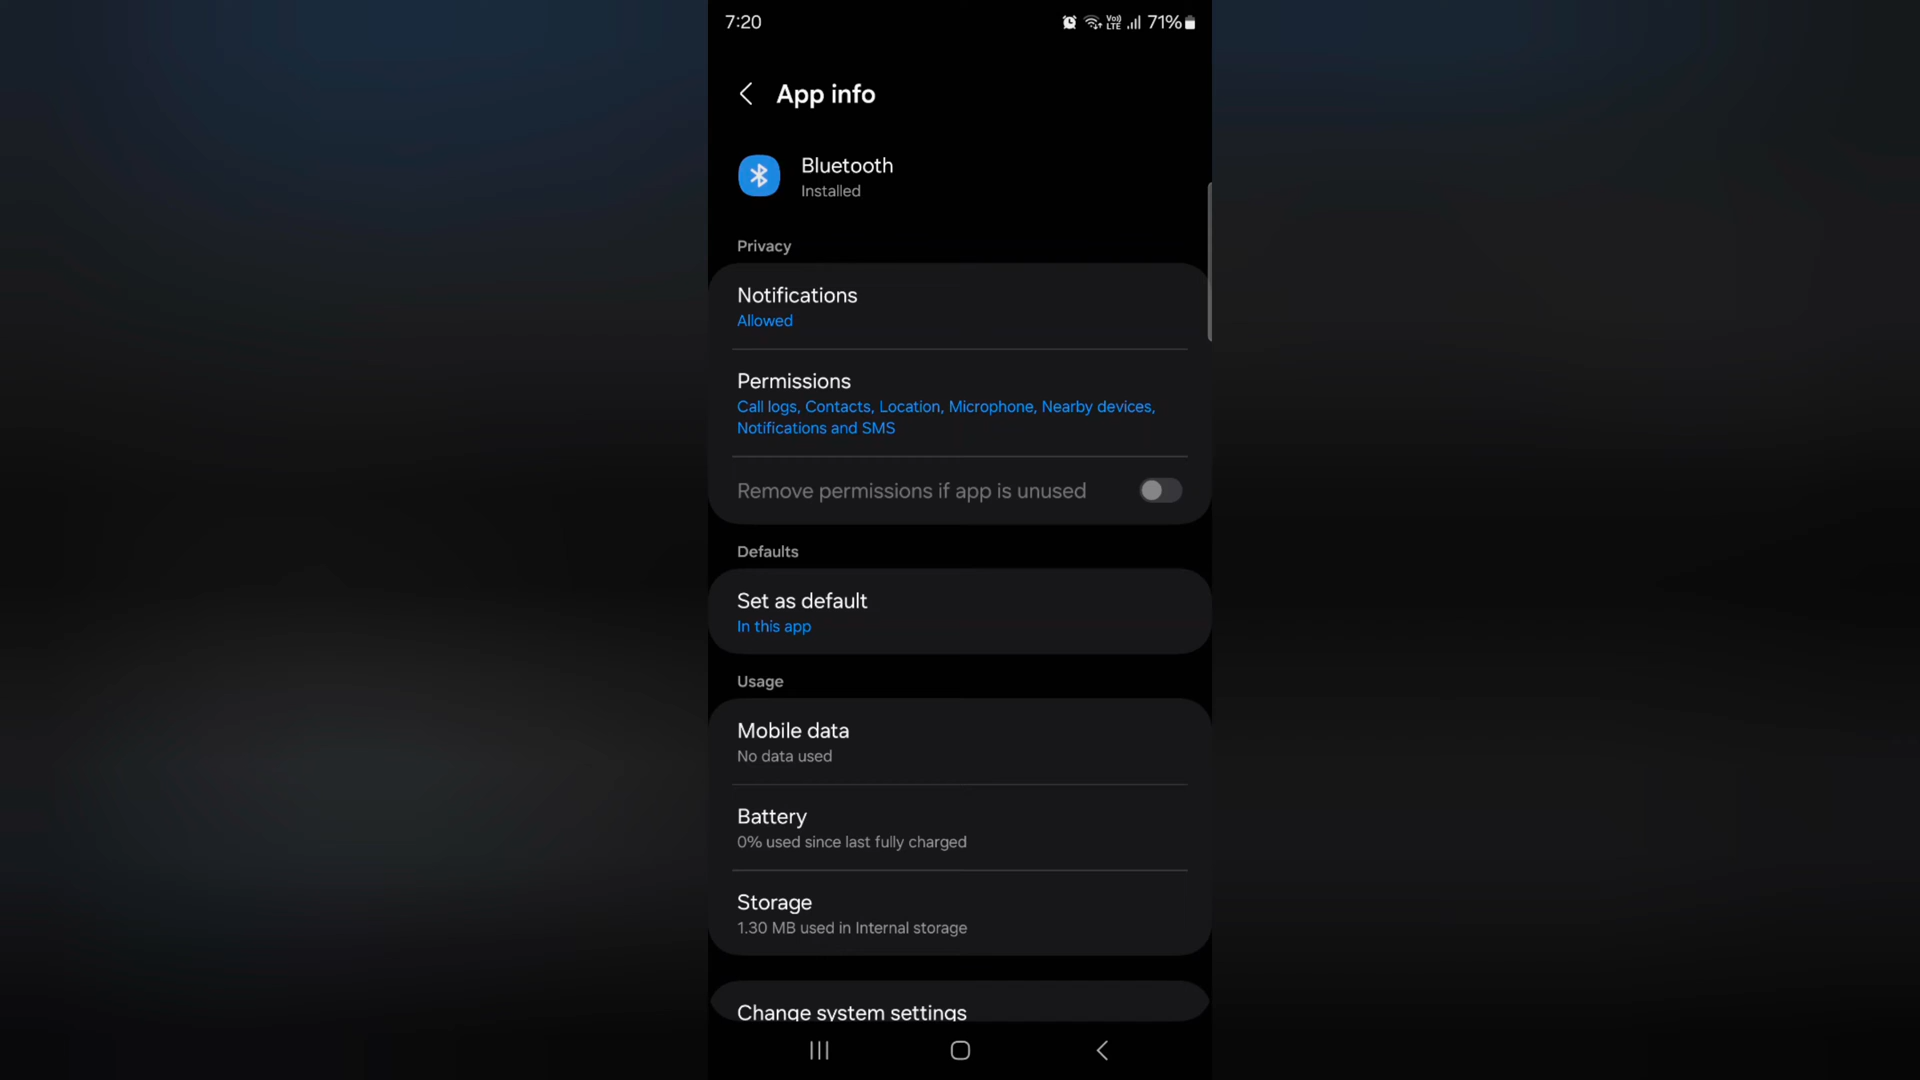 7:20
Vo)) LTE 71%
App info
Bluetooth
Installed
Privacy
Notifications
Allowed
Permissions
Call logs, Contacts, Location, Microphone, Nearby devices,
Notifications and SMS
Remove permissions if app is unused
Defaults
Set as default
In this app
Usage
Mobile data
No data used
Battery
0% used since last fully charged
Storage
1.30 MB used in Internal storage
Change system settings